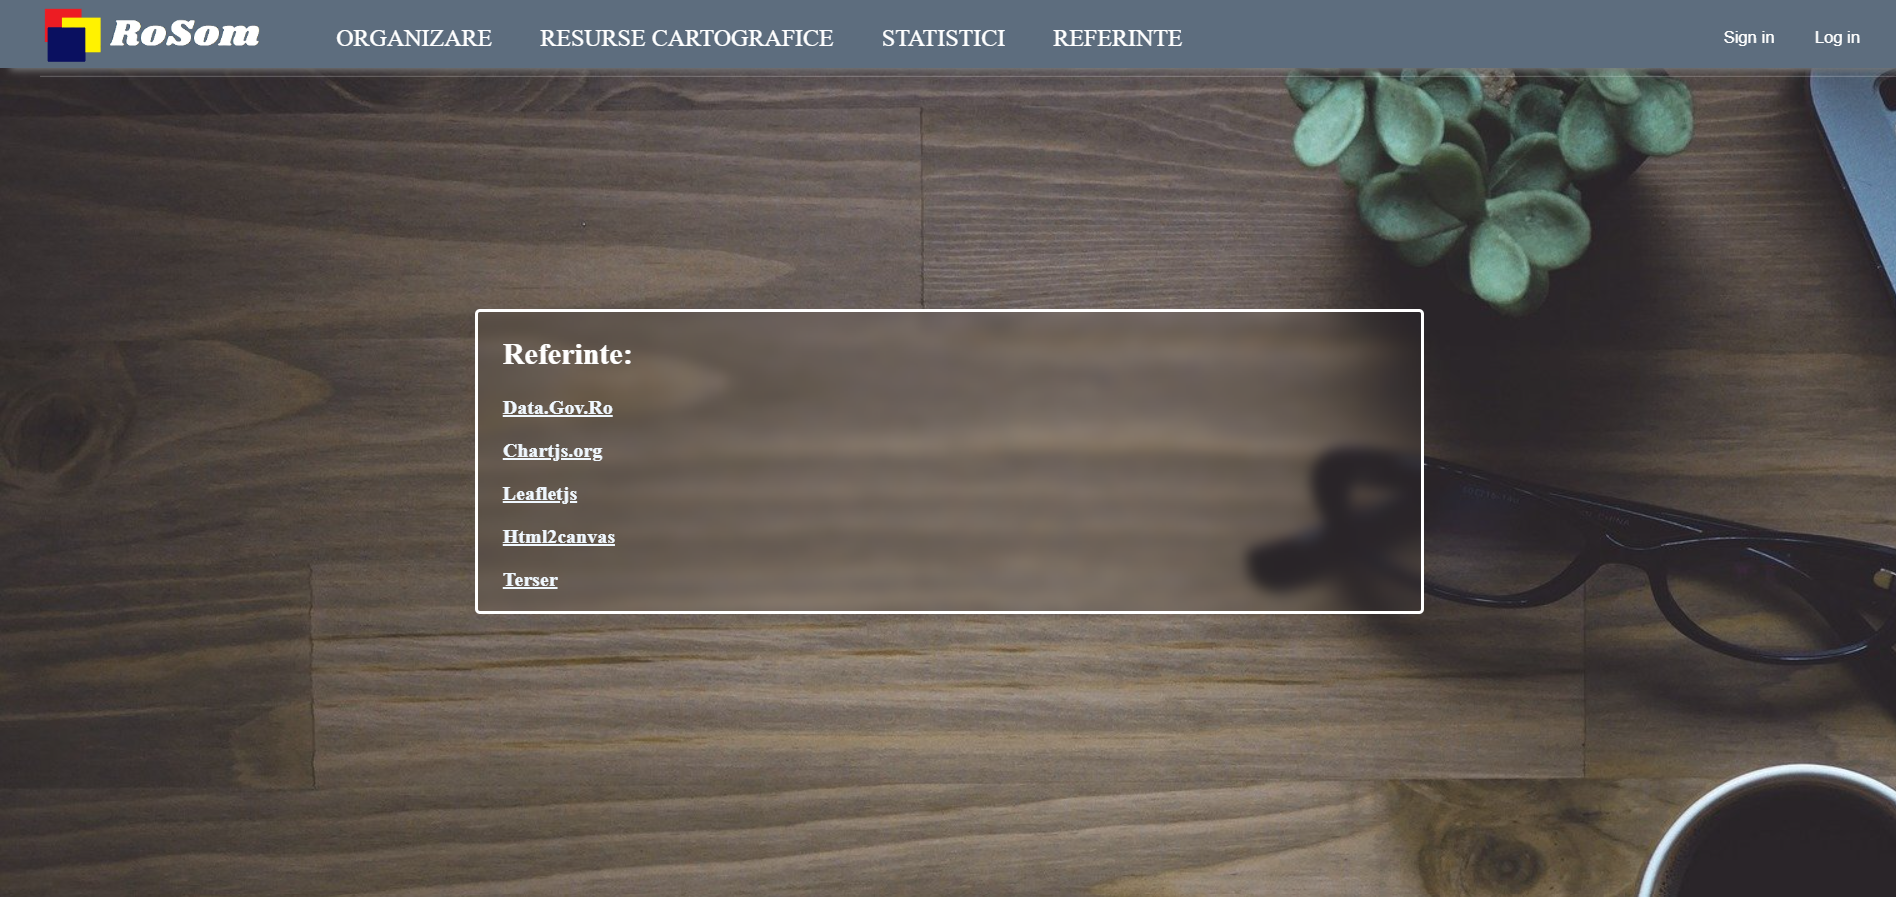 RoSom
ORGANIZARE
RESURSE CARTOGRAFICE
STATISTICI
REFERINTE
Sign in
Log in
Referinte:
Data.Gov.Ro
Chartjs.org
Leafletjs
Html2canvas
Terser